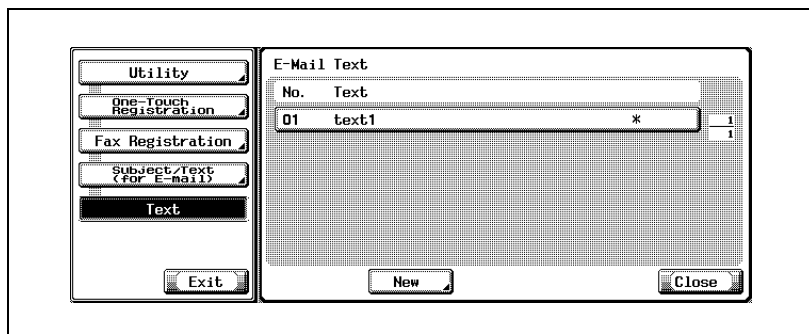 Utility
One-Touch
Registration
Fax Registration
Subject/Text
(for E-mail)
Text
Exit
E-Mail Text
No. Text
01 text1 *
1
1
New
Close